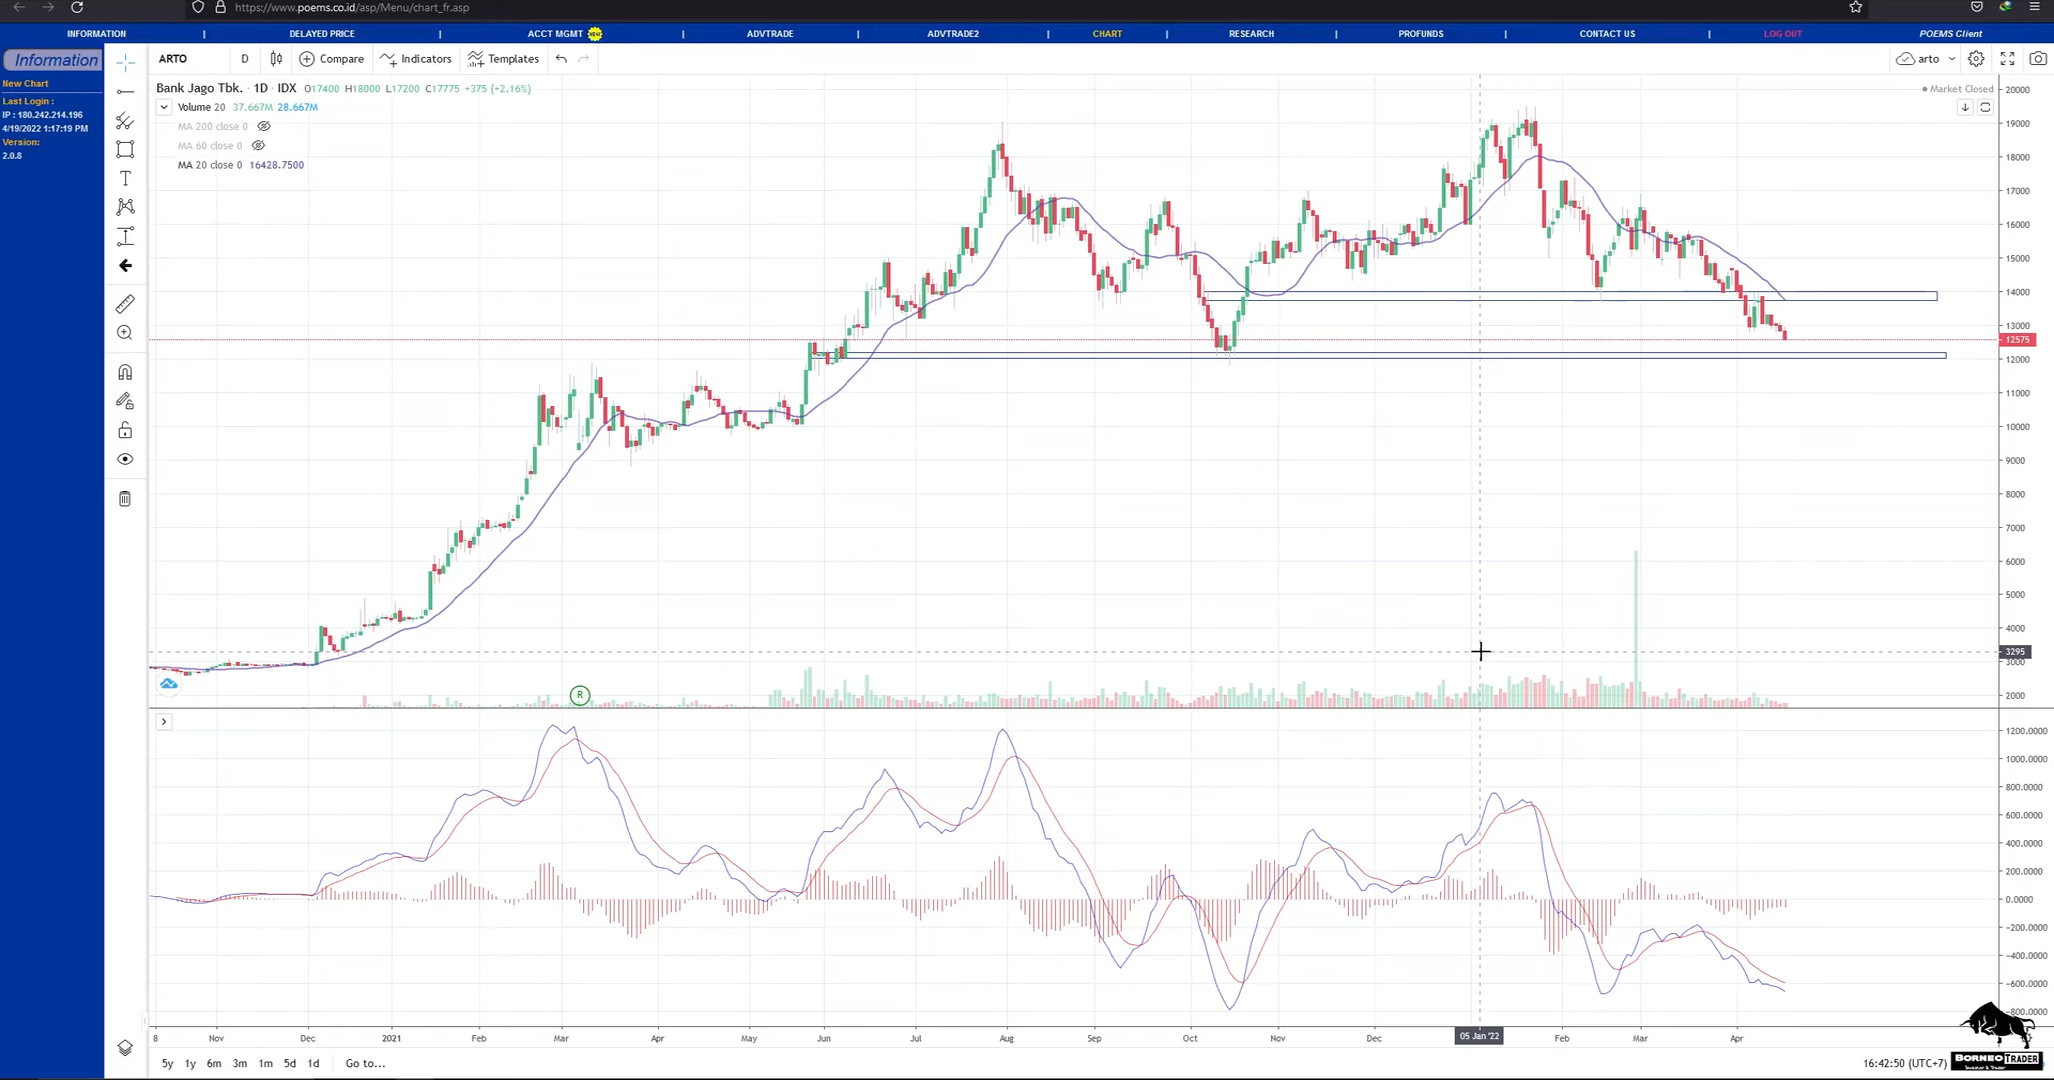 https://www.poems.co.id/asp/Menu/chart_fr.asp
INFORMATION | DELAYED PRICE | ACCT MGMT NEW | ADVTRADE | ADVTRADE2 | CHART | RESEARCH | PROFUNDS | CONTACT US | LOG OUT POEMS Client
Information
New Chart
Last Login :
IP : 180.242.214.196
4/19/2022 1:17:19 PM
Version:
2.0.8
ARTO D Compare Indicators Templates arto
Bank Jago Tbk. · 1D · IDX O17400 H18000 L17200 C17775 +375 (+2.16%)
Market Closed
Volume 20 37.667M 28.667M
MA 200 close 0
MA 60 close 0
MA 20 close 0 16428.7500
20000
19000
18000
17000
16000
15000
14000
13000
12575
12000
11000
10000
9000
8000
7000
6000
5000
4000
3295
3000
2000
R
1200.0000
1000.0000
800.0000
600.0000
400.0000
200.0000
0.0000
−200.0000
−400.0000
−600.0000
−800.0000
8 Nov Dec 2021 Feb Mar Apr May Jun Jul Aug Sep Oct Nov Dec 05 Jan '22 Feb Mar Apr
5y 1y 6m 3m 1m 5d 1d Go to...
16:42:50 (UTC+7)
BORNEO TRADER
Investor & Trader